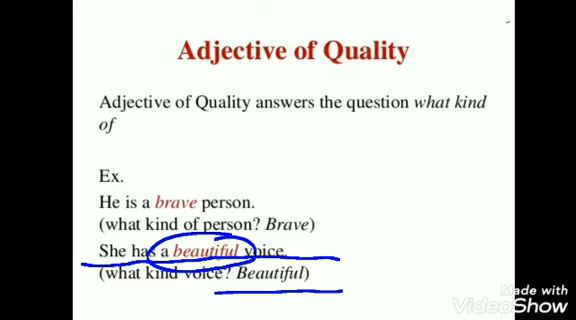 Adjective of Quality
Adjective of Quality answers the question what kind
of
Ex.
He is a brave person.
(what kind of person? Brave)
She has a beautiful voice.
(what kind voice? Beautiful)
Made with
VideoShow